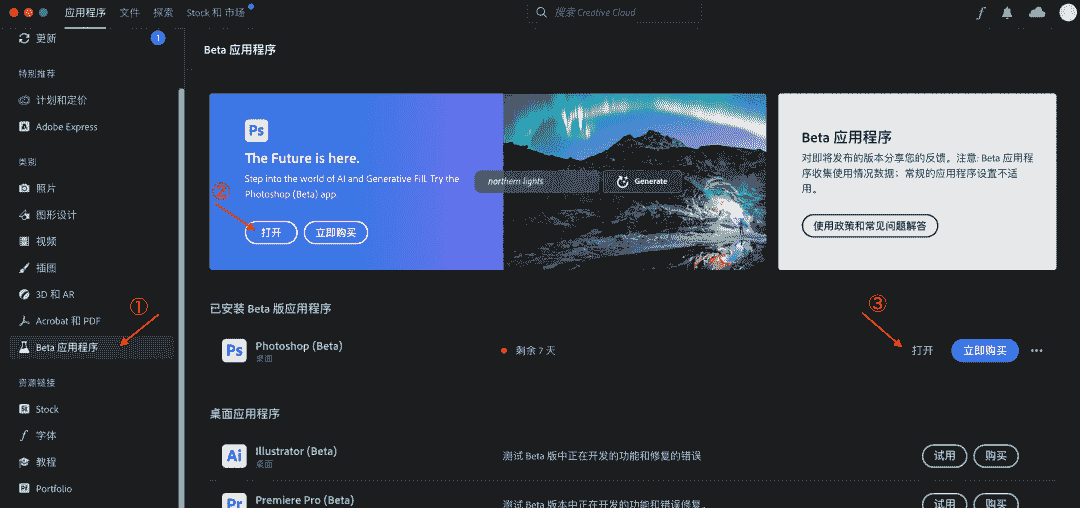 应用程序 文件 探索 Stock 和 市场
搜索 Creative Cloud
更新 1
特别推荐
计划和定价
Adobe Express
类别
照片
图形设计
视频
插图
3D 和 AR
Acrobat 和 PDF
①
Beta 应用程序
资源链接
Stock
字体
教程
Portfolio
Beta 应用程序
Ps
The Future is here.
Step into the world of AI and Generative Fill. Try the
Photoshop (Beta) app.
②
打开 立即购买
northern lights Generate
Beta 应用程序
对即将发布的版本分享您的反馈。注意: Beta 应用程
序收集使用情况数据；常规的应用程序设置不适
用。
使用政策和常见问题解答
已安装 Beta 版应用程序
③
Ps Photoshop (Beta)
桌面
剩余 7 天
打开 立即购买
桌面应用程序
Ai Illustrator (Beta)
桌面
测试 Beta 版中正在开发的功能和修复的错误
试用 购买
Pr Premiere Pro (Beta)
测试 Beta 版本中正在开发的功能和错误修复。
试用 购买